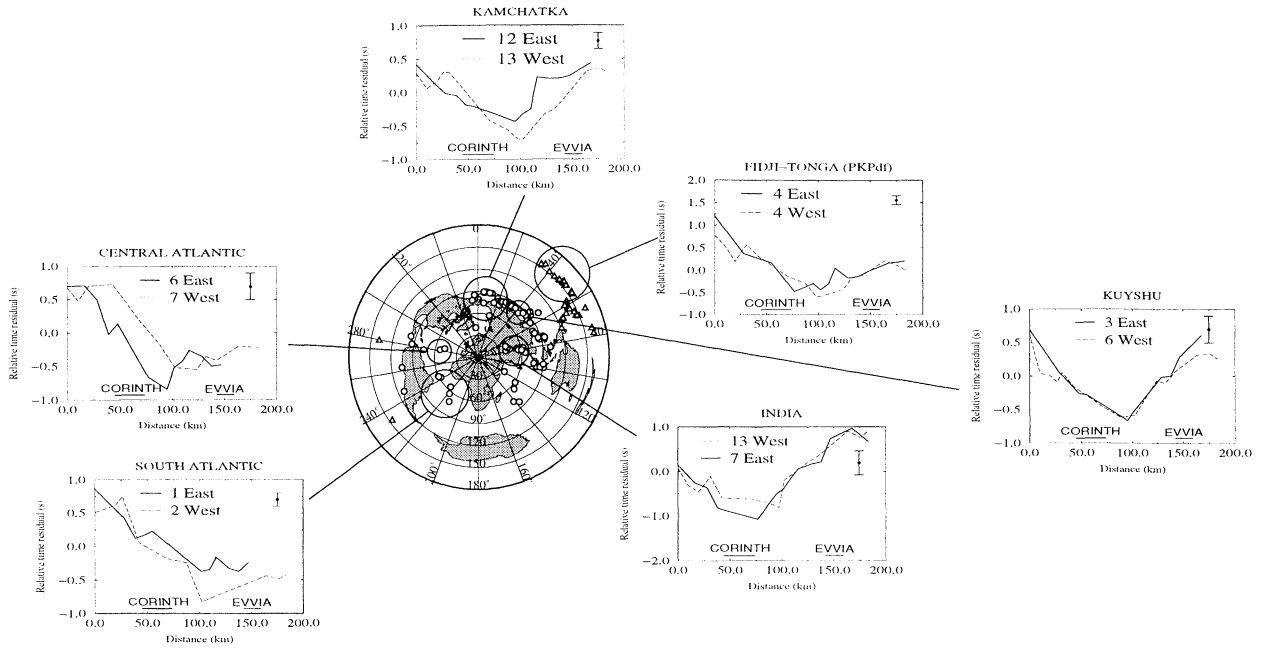 KAMCHATKA
1.0
0.5
0.0
−0.5
−1.0
Relative time residual (s)
12 East
13 West
CORINTH
EVVIA
0.0 50.0 100.0 150.0 200.0
Distance (km)
FIDJI−TONGA (PKPdf)
2.0
1.5
1.0
0.5
0.0
−0.5
−1.0
Relative time residual (s)
4 East
4 West
CORINTH
EVVIA
0.0 50.0 100.0 150.0 200.0
Distance (km)
CENTRAL ATLANTIC
1.0
0.5
0.0
−0.5
−1.0
Relative time residual (s)
6 East
7 West
CORINTH
EVVIA
0.0 50.0 100.0 150.0 200.0
Distance (km)
KUYSHU
1.0
0.5
0.0
−0.5
−1.0
Relative time residual (s)
3 East
6 West
CORINTH
EVVIA
0.0 50.0 100.0 150.0 200.0
Distance (km)
SOUTH ATLANTIC
1.0
0.5
0.0
−0.5
−1.0
Relative time residual (s)
1 East
2 West
CORINTH
EVVIA
0.0 50.0 100.0 150.0 200.0
Distance (km)
INDIA
1.0
0.0
−1.0
−2.0
Relative time residual (s)
13 West
7 East
CORINTH
EVVIA
0.0 50.0 100.0 150.0 200.0
Distance (km)
280°
240°
60°
90°
120
150
160
180°
120°